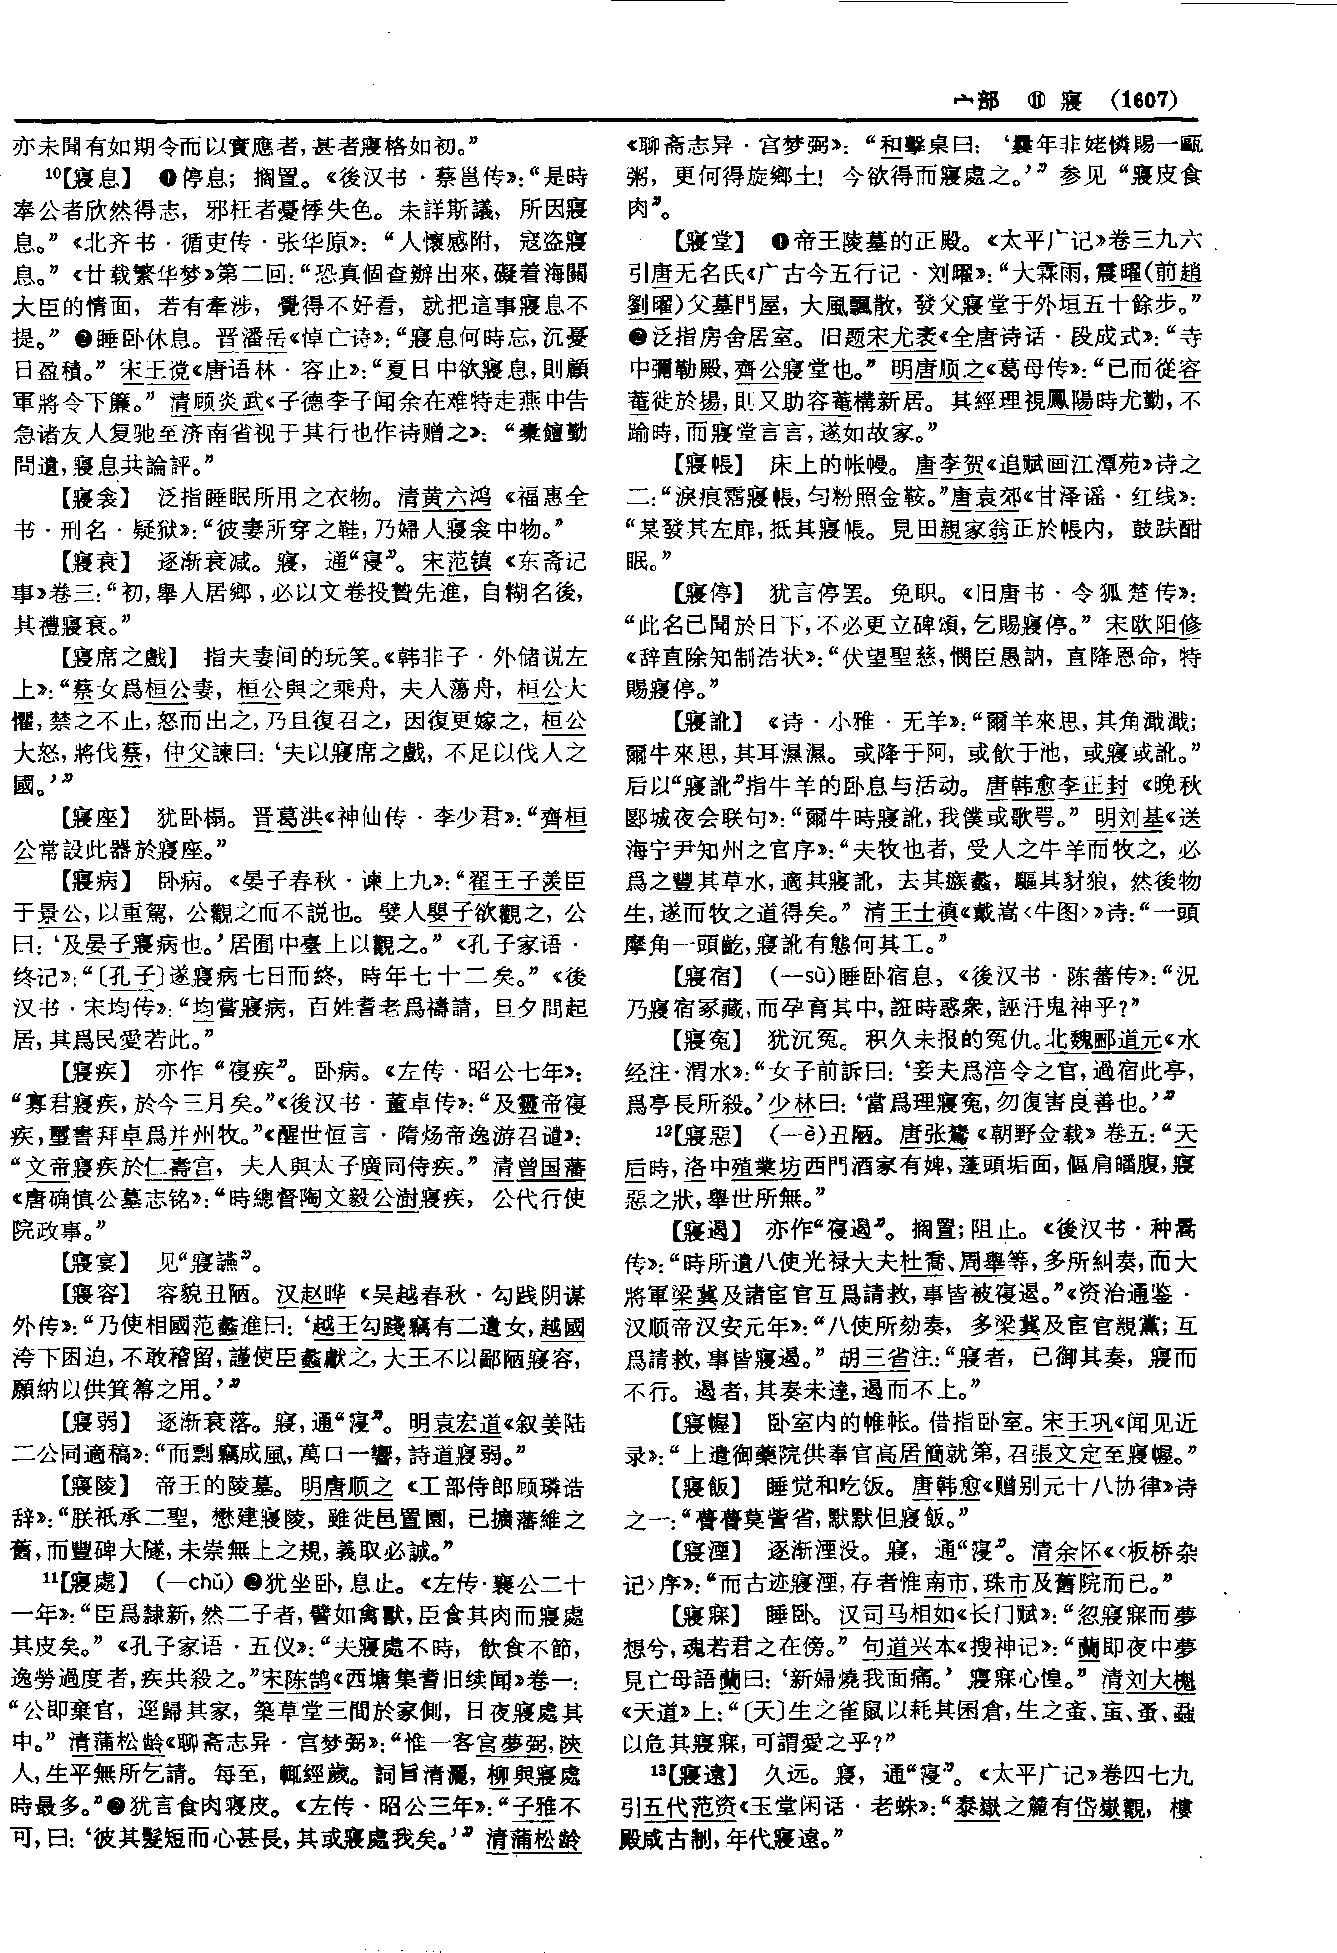 宀部 ⑪ 寢 (1607)
亦未聞有如期令而以實應者，甚者寢格如初。”
10【寢息】 ❶停息；搁置。《後汉书·蔡邕传》：“是時
奉公者欣然得志，邪枉者憂悸失色。未詳斯議，所因寢
息。”《北齐书·循吏传·张华原》：“人懷感附，寇盗寢
息。”《廿载繁华梦》第二回：“恐真個查辦出來，礙着海關
大臣的情面，若有牽涉，覺得不好看，就把這事寢息不
提。” ❷睡卧休息。晋潘岳《悼亡诗》：“寢息何時忘，沉憂
日盈積。” 宋王谠《唐语林·容止》：“夏日中欲寢息，則顧
軍將令下簾。” 清顾炎武《子德李子闻余在难特走燕中告
急诸友人复驰至济南省视于其行也作诗赠之》：“橐饘勤
問遺，寢息共論評。”
【寢衾】 泛指睡眠所用之衣物。清黄六鸿《福惠全
书·刑名·疑狱》：“彼妻所穿之鞋，乃婦人寢衾中物。”
【寢衰】 逐渐衰减。寢，通“寖”。宋范镇《东斋记
事》卷三：“初，舉人居鄉，必以文卷投贄先進，自糊名後，
其禮寢衰。”
【寢席之戲】 指夫妻间的玩笑。《韩非子·外储说左
上》：“蔡女爲桓公妻，桓公與之乘舟，夫人蕩舟，桓公大
懼，禁之不止，怒而出之，乃且復召之，因復更嫁之，桓公
大怒，將伐蔡，仲父諫曰：‘夫以寢席之戲，不足以伐人之
國。’”
【寢座】 犹卧榻。晋葛洪《神仙传·李少君》：“齊桓
公常設此器於寢座。”
【寢病】 卧病。《晏子春秋·谏上九》：“翟王子羨臣
于景公，以重駕，公觀之而不説也。嬖人嬰子欲觀之，公
曰：‘及晏子寢病也。’居囿中臺上以觀之。”《孔子家语·
终记》：“〔孔子〕遂寢病七日而終，時年七十二矣。”《後
汉书·宋均传》：“均嘗寢病，百姓耆老爲禱請，旦夕問起
居，其爲民愛若此。”
【寢疾】 亦作“寑疾”。卧病。《左传·昭公七年》：
“寡君寢疾，於今三月矣。”《後汉书·董卓传》：“及靈帝寑
疾，璽書拜卓爲并州牧。”《醒世恒言·隋炀帝逸游召谴》：
“文帝寢疾於仁壽宫，夫人與太子廣同侍疾。” 清曾国藩
《唐确慎公墓志铭》：“時總督陶文毅公澍寢疾，公代行使
院政事。”
【寢宴】 见“寢讌”。
【寢容】 容貌丑陋。汉赵晔《吴越春秋·勾践阴谋
外传》：“乃使相國范蠡進曰：‘越王勾踐竊有二遺女，越國
洿下困迫，不敢稽留，謹使臣蠡獻之，大王不以鄙陋寢容，
願納以供箕箒之用。’”
【寢弱】 逐渐衰落。寢，通“寖”。明袁宏道《叙姜陆
二公同適稿》：“而剽竊成風，萬口一響，詩道寢弱。”
【寢陵】 帝王的陵墓。明唐顺之《工部侍郎顾璘诰
辞》：“朕祇承二聖，懋建寢陵，雖徙邑置園，已擴藩維之
舊，而豐碑大隧，未崇無上之規，義取必誠。”
11【寢處】 (—chǔ) ❷犹坐卧，息止。《左传·襄公二十
一年》：“臣爲隸新，然二子者，譬如禽獸，臣食其肉而寢處
其皮矣。”《孔子家语·五仪》：“夫寢處不時，飲食不節，
逸勞過度者，疾共殺之。”宋陈鹄《西塘集耆旧续闻》卷一：
“公即棄官，逕歸其家，築草堂三間於家側，日夜寢處其
中。” 清蒲松龄《聊斋志异·宫梦弼》：“惟一客宫夢弼，陝
人，生平無所乞請。每至，輒經歲。詞旨清灑，柳與寢處
時最多。”❷犹言食肉寝皮。《左传·昭公三年》：“子雅不
可，曰：‘彼其髮短而心甚長，其或寢處我矣。’” 清蒲松龄
《聊斋志异·宫梦弼》：“和擊桌曰：‘曩年非姥憐賜一甌
粥，更何得旋鄉土！今欲得而寢處之。’” 参见“寢皮食
肉”。
【寢堂】 ❶帝王陵墓的正殿。《太平广记》卷三九六
引唐无名氏《广古今五行记·刘曜》：“大霖雨，震曜(前趙
劉曜)父墓門屋，大風飄散，發父寢堂于外垣五十餘步。”
❷泛指房舍居室。旧题宋尤袤《全唐诗话·段成式》：“寺
中彌勒殿，齊公寢堂也。” 明唐顺之《葛母传》：“已而從容
菴徙於埸，則又助容菴構新居。其經理視鳳陽時尤勤，不
踰時，而寢堂言言，遂如故家。”
【寢帳】 床上的帐幔。唐李贺《追赋画江潭苑》诗之
二：“淚痕霑寢帳，匀粉照金鞍。”唐袁郊《甘泽谣·红线》：
“某發其左扉，抵其寢帳。見田親家翁正於帳内，鼓趺酣
眠。”
【寢停】 犹言停罢。免职。《旧唐书·令狐楚传》：
“此名已聞於日下，不必更立碑頌，乞賜寢停。” 宋欧阳修
《辞直除知制诰状》：“伏望聖慈，憫臣愚訥，直降恩命，特
賜寢停。”
【寢訛】 《诗·小雅·无羊》：“爾羊來思，其角濈濈；
爾牛來思，其耳濕濕。或降于阿，或飲于池，或寢或訛。”
后以“寢訛”指牛羊的卧息与活动。唐韩愈李正封《晚秋
郾城夜会联句》：“爾牛時寢訛，我僕或歌咢。” 明刘基《送
海宁尹知州之官序》：“夫牧也者，受人之牛羊而牧之，必
爲之豐其草水，適其寢訛，去其瘯蠡，驅其豺狼，然後物
生，遂而牧之道得矣。” 清王士禛《戴嵩〈牛图〉》诗：“一頭
摩角一頭齕，寢訛有態何其工。”
【寢宿】 (—sù)睡卧宿息，《後汉书·陈蕃传》：“況
乃寢宿冢藏，而孕育其中，誑時惑衆，誣汙鬼神乎？”
【寢冤】 犹沉冤。积久未报的冤仇。北魏郦道元《水
经注·渭水》：“女子前訴曰：‘妾夫爲涪令之官，過宿此亭，
爲亭長所殺。’少林曰：‘當爲理寢冤，勿復害良善也。’”
12【寢惡】 (—è)丑陋。唐张鷟《朝野佥载》卷五：“天
后時，洛中殖業坊西門酒家有婢，蓬頭垢面，傴肩皤腹，寢
惡之狀，舉世所無。”
【寢遏】 亦作“寑遏”。搁置；阻止。《後汉书·种暠
传》：“時所遣八使光禄大夫杜喬、周舉等，多所糾奏，而大
將軍梁冀及諸宦官互爲請救，事皆被寑遏。”《资治通鉴·
汉顺帝汉安元年》：“八使所劾奏，多梁冀及宦官親黨；互
爲請救，事皆寢遏。” 胡三省注：“寢者，已御其奏，寢而
不行。遏者，其奏未達，遏而不上。”
【寢幄】 卧室内的帷帐。借指卧室。宋王巩《闻见近
录》：“上遣御藥院供奉官高居簡就第，召張文定至寢幄。”
【寢飯】 睡觉和吃饭。唐韩愈《赠别元十八协律》诗
之一：“瞢瞢莫訾省，默默但寢飯。”
【寢湮】 逐渐湮没。寢，通“寖”。清余怀《〈板桥杂
记〉序》：“而古迹寢湮，存者惟南市、珠市及舊院而已。”
【寢寐】 睡卧。汉司马相如《长门赋》：“忽寢寐而夢
想兮，魂若君之在傍。” 句道兴本《搜神记》：“蘭即夜中夢
見亡母語蘭曰：‘新婦燒我面痛。’ 寢寐心惶。” 清刘大櫆
《天道》上：“〔天〕生之雀鼠以耗其囷倉，生之蚉、蝱、蚤、蝨
以危其寢寐，可謂愛之乎？”
13【寢遠】 久远。寢，通“寖”。《太平广记》卷四七九
引五代范资《玉堂闲话·老蛛》：“泰嶽之麓有岱嶽觀，樓
殿咸古制，年代寢遠。”